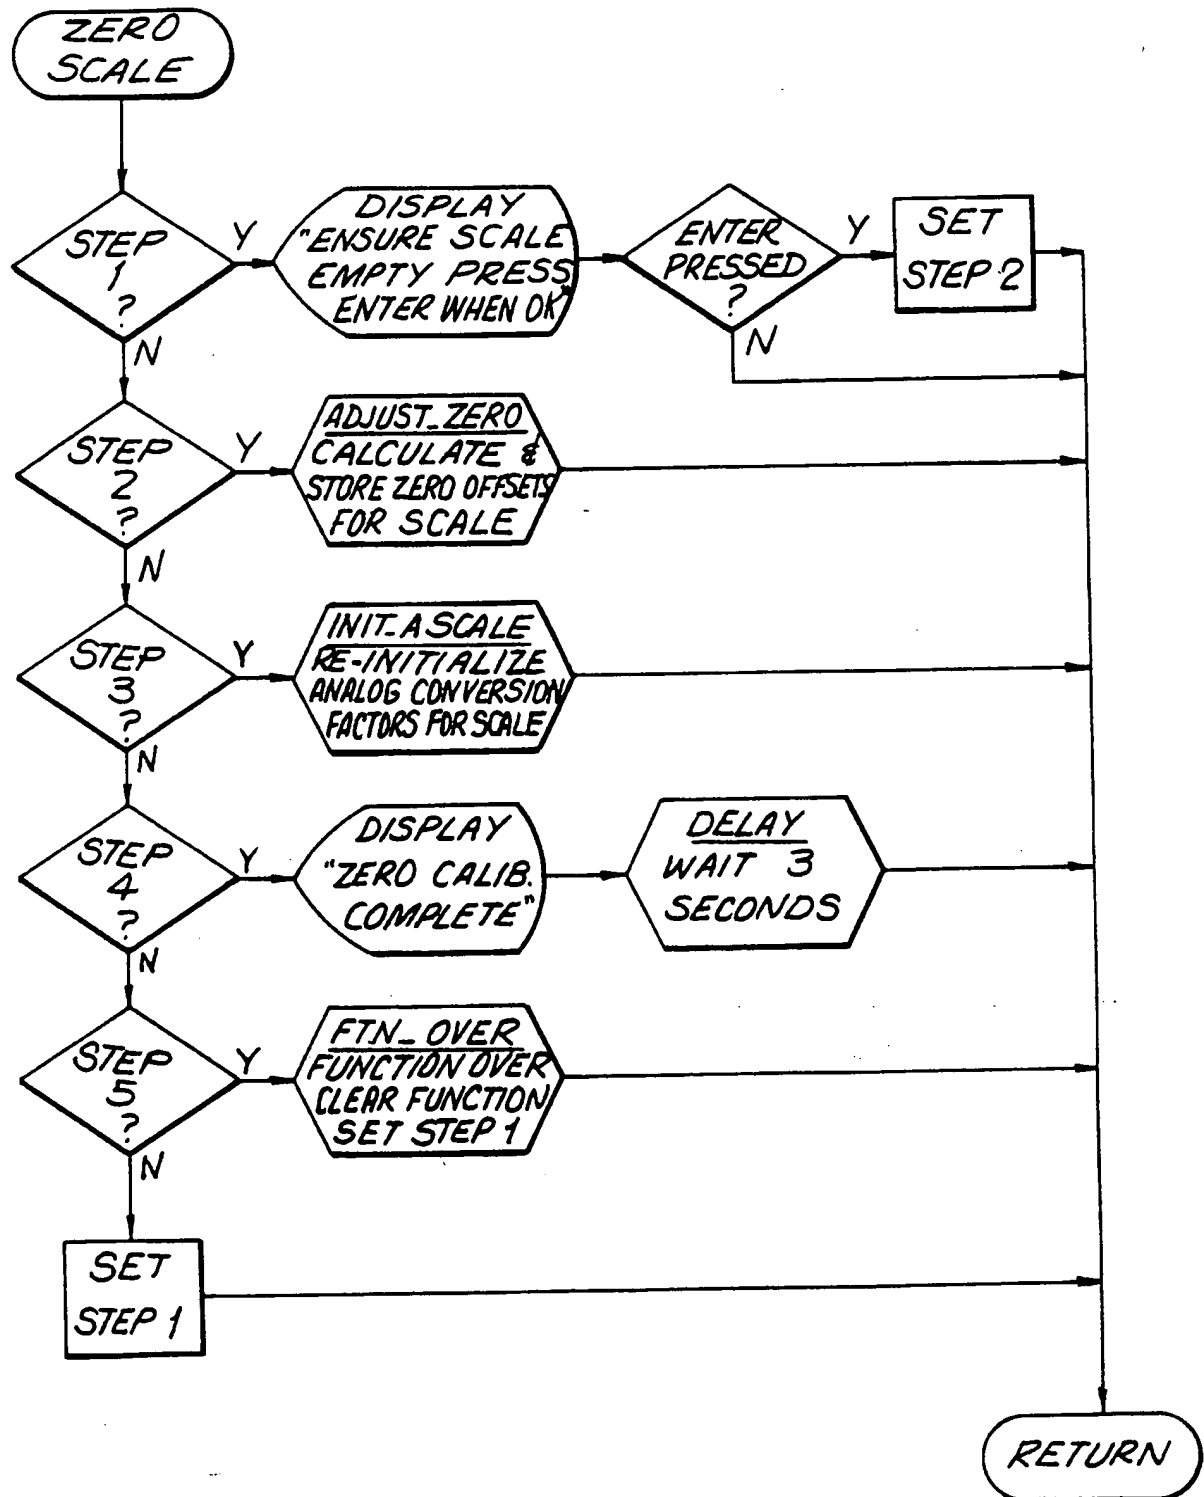 ZERO
SCALE
STEP
1
?
Y
N
DISPLAY
"ENSURE SCALE
EMPTY PRESS
ENTER WHEN OK"
ENTER
PRESSED
?
Y
N
SET
STEP 2
STEP
2
?
Y
N
ADJUST_ZERO
CALCULATE &
STORE ZERO OFFSETS
FOR SCALE
STEP
3
?
Y
N
INIT_ASCALE
RE-INITIALIZE
ANALOG CONVERSION
FACTORS FOR SCALE
STEP
4
?
Y
N
DISPLAY
"ZERO CALIB.
COMPLETE"
DELAY
WAIT 3
SECONDS
STEP
5
?
Y
N
FTN_OVER
FUNCTION OVER
CLEAR FUNCTION
SET STEP 1
SET
STEP 1
RETURN